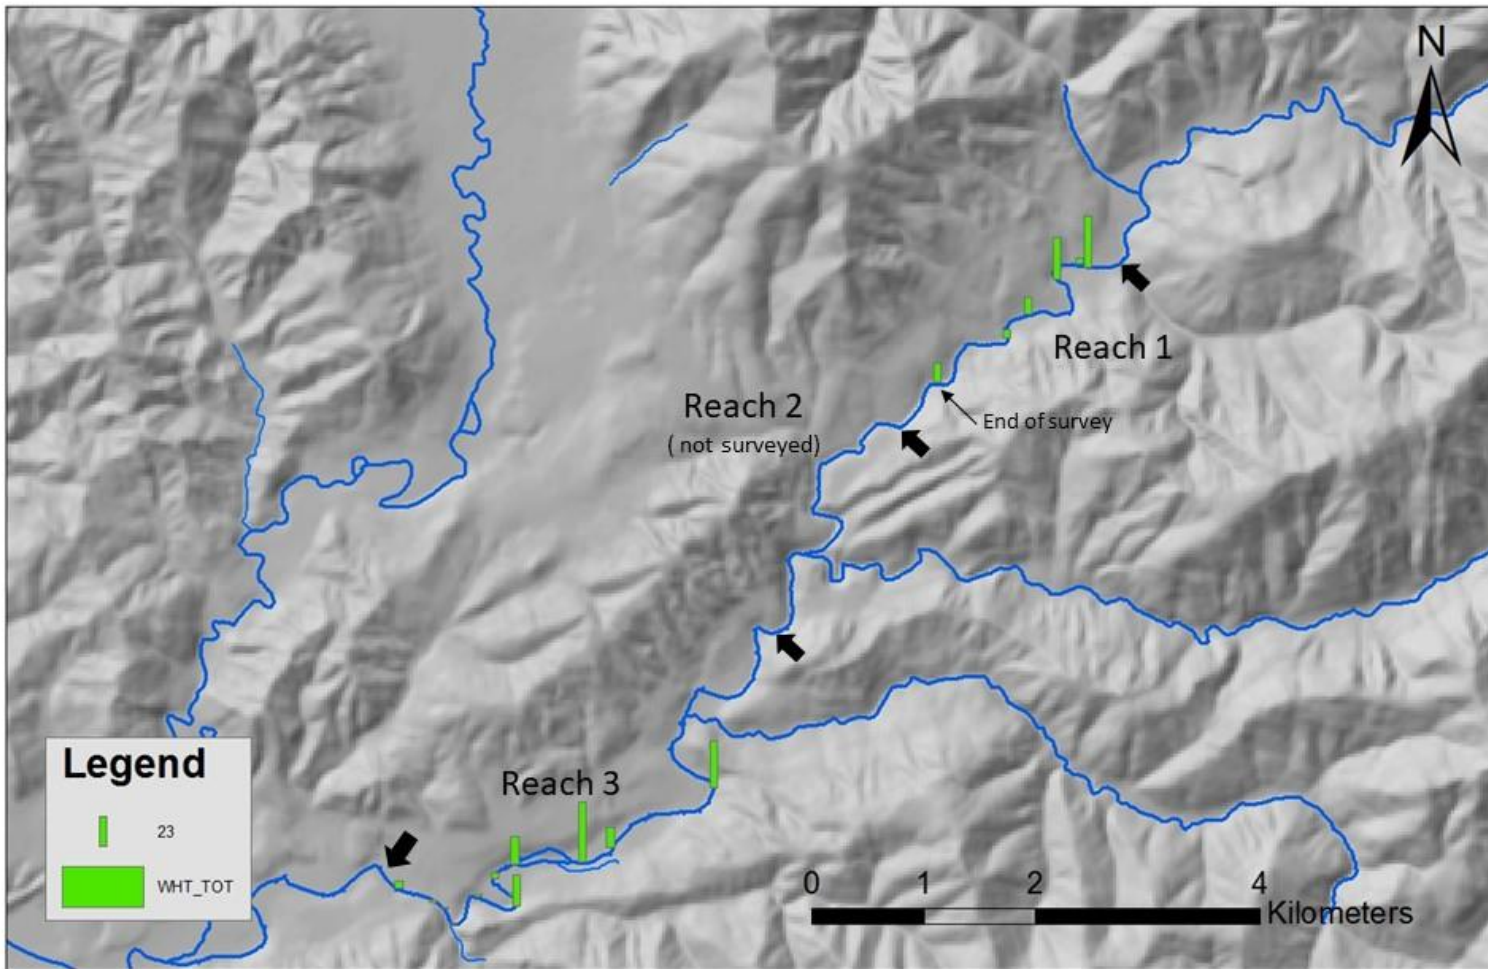 N
Reach 1
Reach 2
( not surveyed)
End of survey
Reach 3
Legend
23
WHT_TOT
0 1 2 4
Kilometers